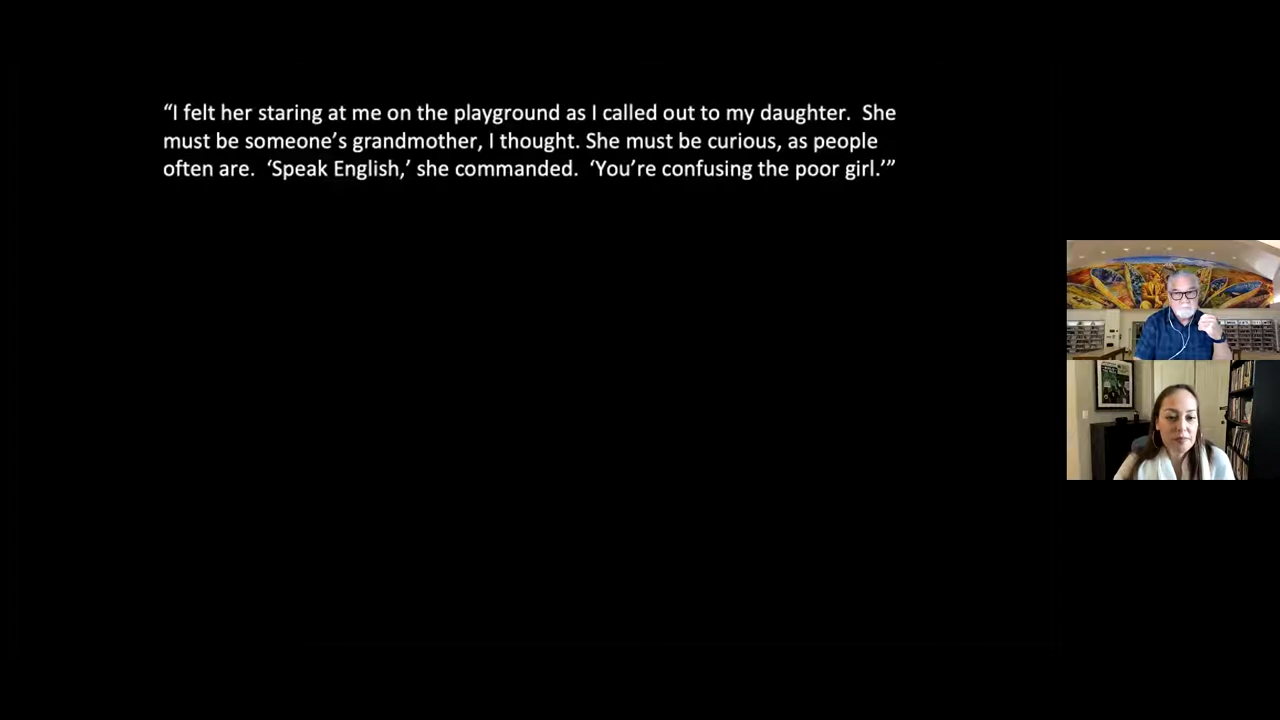 “I felt her staring at me on the playground as I called out to my daughter.  She
must be someone’s grandmother, I thought. She must be curious, as people
often are.  ‘Speak English,’ she commanded.  ‘You’re confusing the poor girl.’”